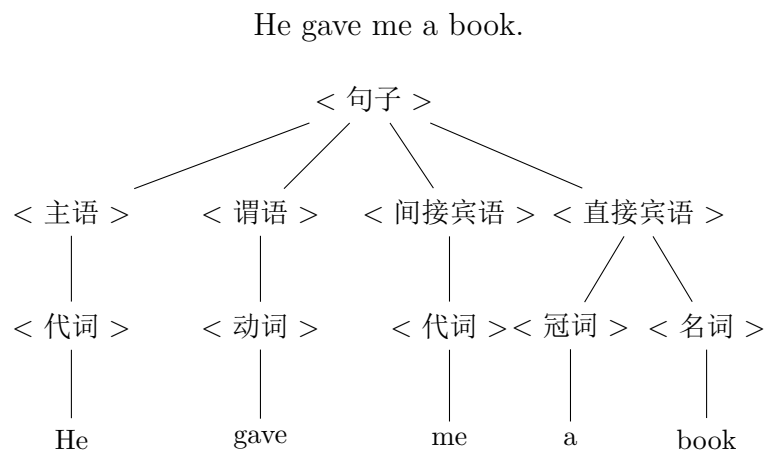 He gave me a book.
< 句子 >
< 主语 > < 谓语 > < 间接宾语 > < 直接宾语 >
< 代词 > < 动词 > < 代词 > < 冠词 > < 名词 >
He gave me a book